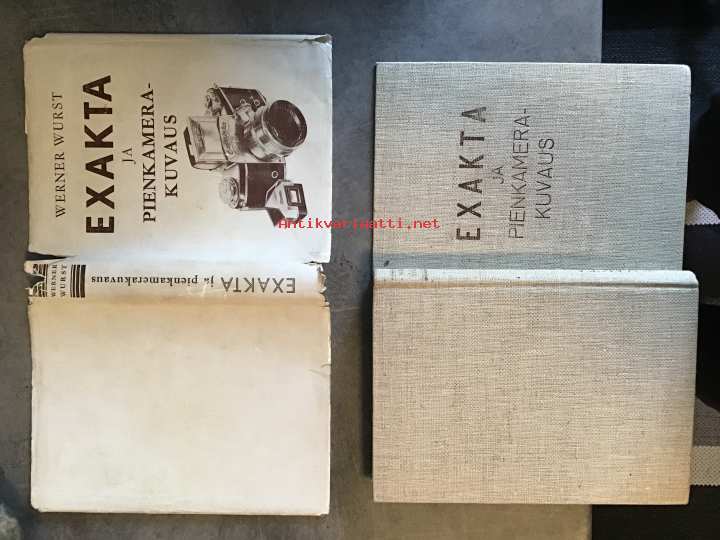 WERNER WURST
EXAKTA
JA
PIENKAMERA-
KUVAUS
WERNER
WURST
EXAKTA
ja pienkamerakuvaus
EXAKTA
JA
PIENKAMERA-
KUVAUS
Antikvariaatti.net